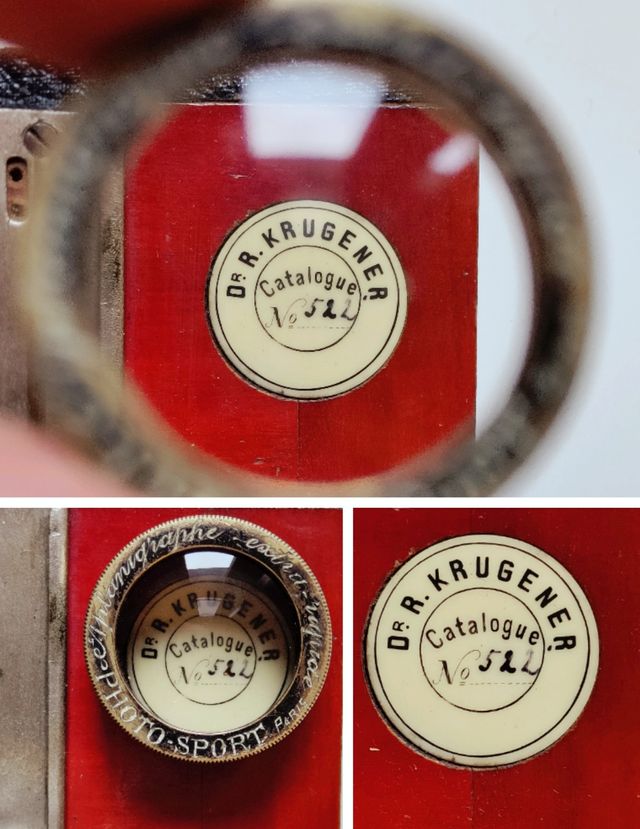 DR. R. KRUGENER.
Catalogue
No 522
Aplanigraphe - extra-rapide
PHOTO-SPORT PARIS
DR. R. KRUGENER.
Catalogue
No 522
DR. R. KRUGENER.
Catalogue
No 522